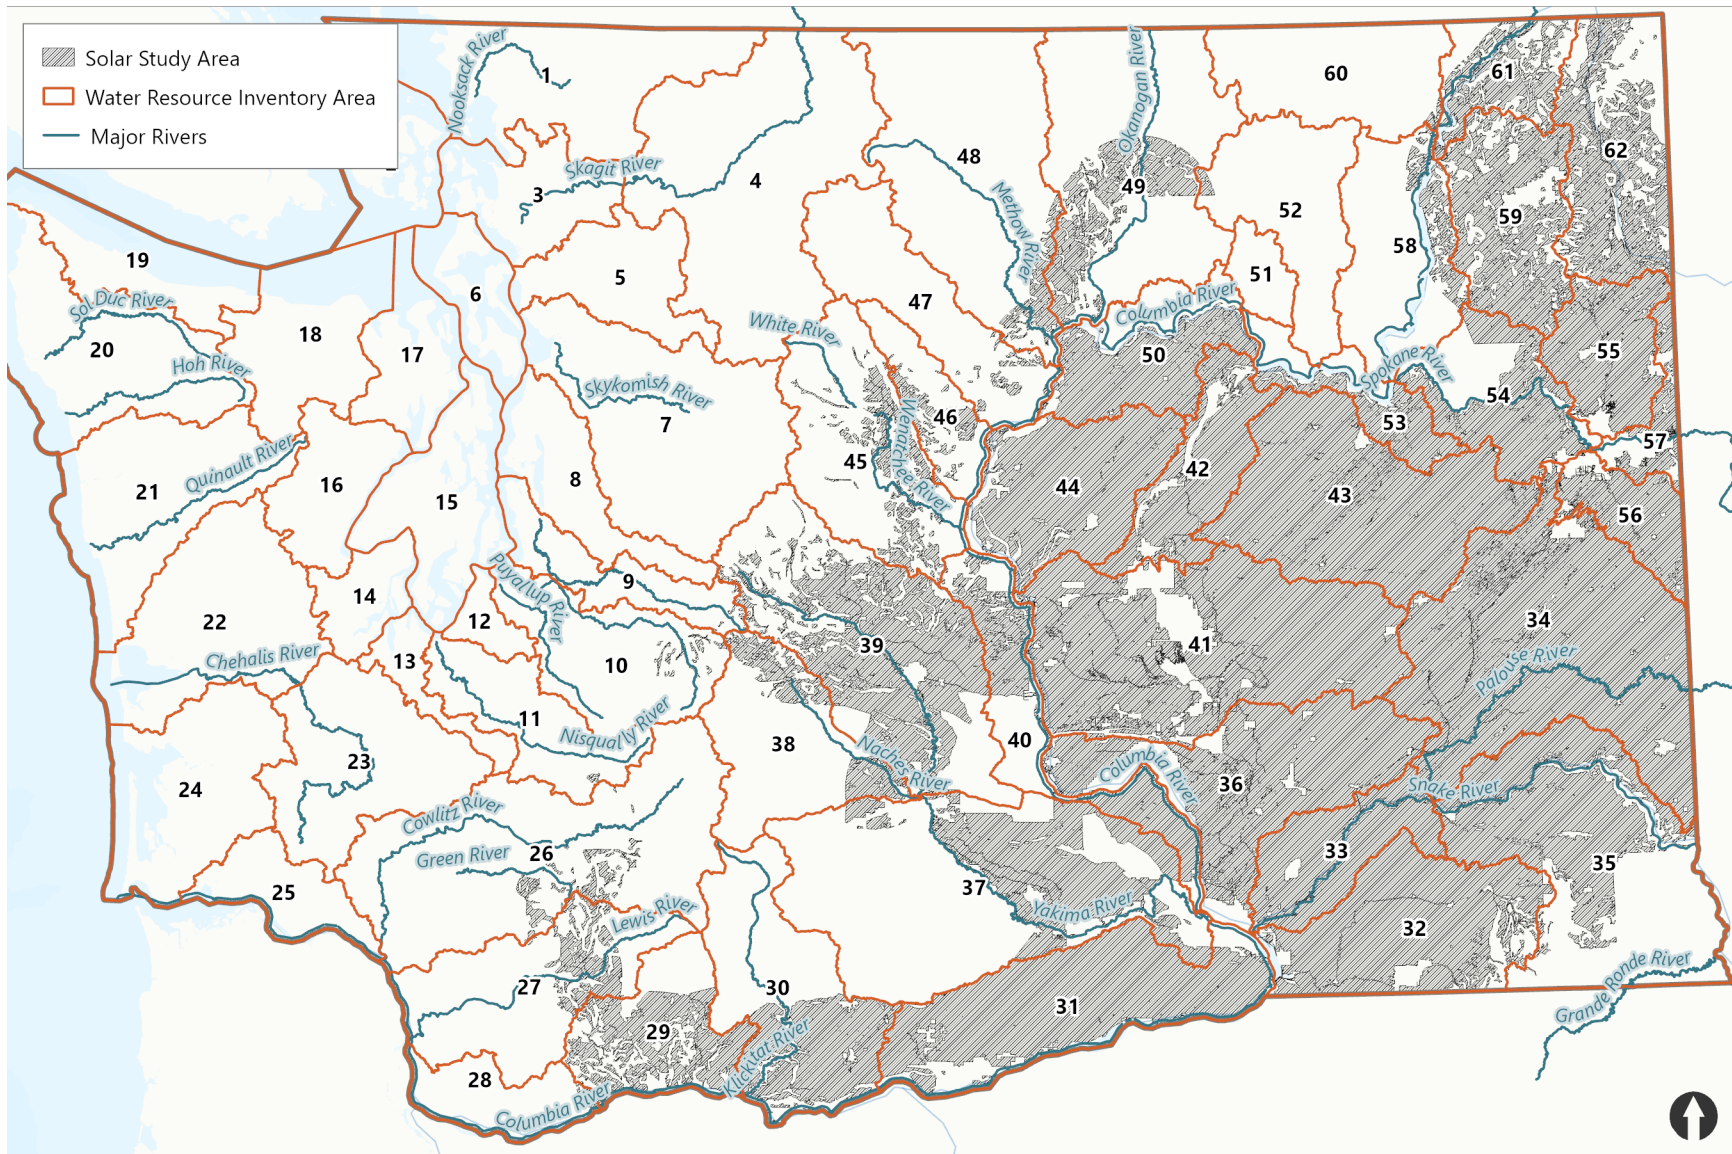 Solar Study Area
Water Resource Inventory Area
Major Rivers
Nooksack River
1
Okanogan River
60
61
62
Skagit River
3
4
48
49
Methow River
52
59
58
19
5
6
47
51
Columbia River
Sol Duc River
20
18
17
White River
50
55
Hoh River
Skykomish River
7
Spokane River
54
53
46
Wenatchee River
45
57
Quinault River
21
16
15
8
44
42
43
56
Puyallup River
9
14
12
22
34
Chehalis River
13
10
39
41
Palouse River
11
Nisqually River
38
40
23
24
Naches River
Columbia River
36
Snake River
Cowlitz River
Green River
26
33
35
25
37
Lewis River
Yakima River
32
27
30
31
Grande Ronde River
29
Klickitat River
28
Columbia River